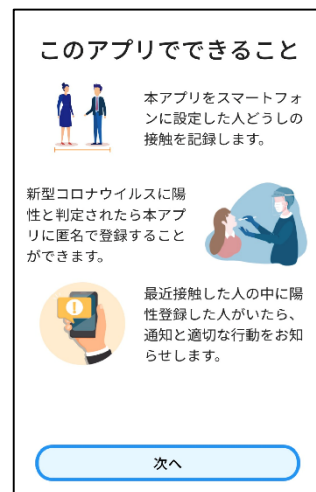 このアプリでできること
本アプリをスマートフォ
ンに設定した人どうしの
接触を記録します。
新型コロナウイルスに陽
性と判定されたら本アプ
リに匿名で登録すること
ができます。
最近接触した人の中に陽
性登録した人がいたら、
通知と適切な行動をお知
らせします。
次へ